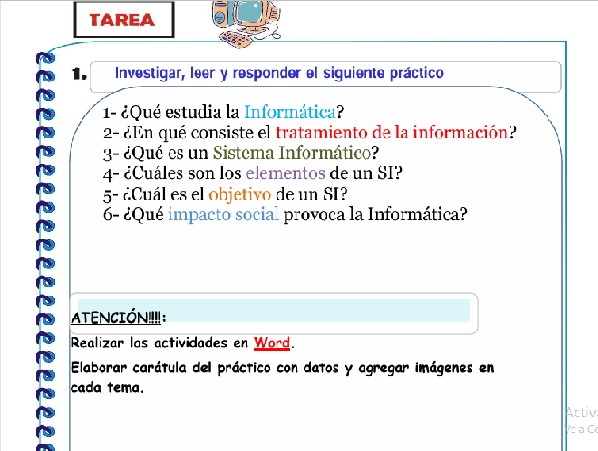 TAREA
1. Investigar, leer y responder el siguiente práctico
1- ¿Qué estudia la Informática?
2- ¿En qué consiste el tratamiento de la información?
3- ¿Qué es un Sistema Informático?
4- ¿Cuáles son los elementos de un SI?
5- ¿Cuál es el objetivo de un SI?
6- ¿Qué impacto social provoca la Informática?
ATENCIÓN!!!!:
Realizar las actividades en Word.
Elaborar carátula del práctico con datos y agregar imágenes en
cada tema.
Activ
Ve a Co